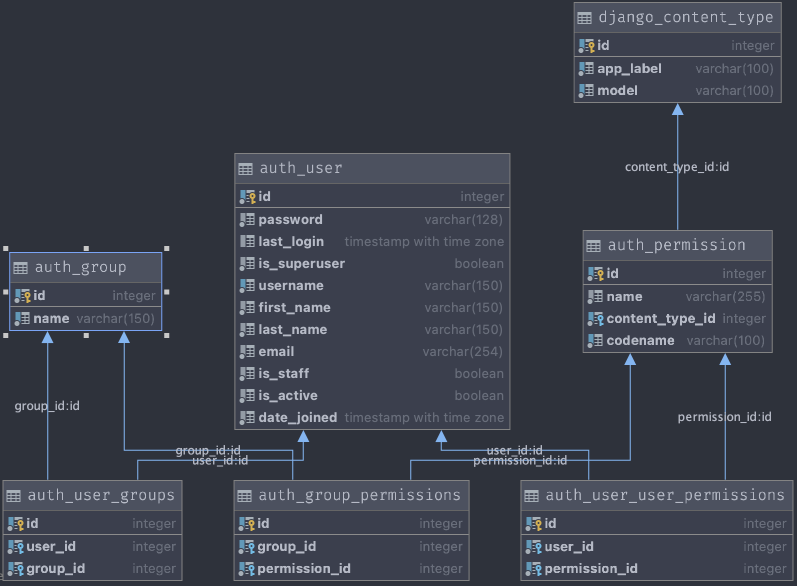 django_content_type
id integer
app_label varchar(100)
model varchar(100)
content_type_id:id
auth_user
id integer
password varchar(128)
last_login timestamp with time zone
is_superuser boolean
username varchar(150)
first_name varchar(150)
last_name varchar(150)
email varchar(254)
is_staff boolean
is_active boolean
date_joined timestamp with time zone
auth_permission
id integer
name varchar(255)
content_type_id integer
codename varchar(100)
auth_group
id integer
name varchar(150)
group_id:id
permission_id:id
group_id:id
user_id:id
user_id:id
permission_id:id
auth_user_groups
id integer
user_id integer
group_id integer
auth_group_permissions
id integer
group_id integer
permission_id integer
auth_user_user_permissions
id integer
user_id integer
permission_id integer